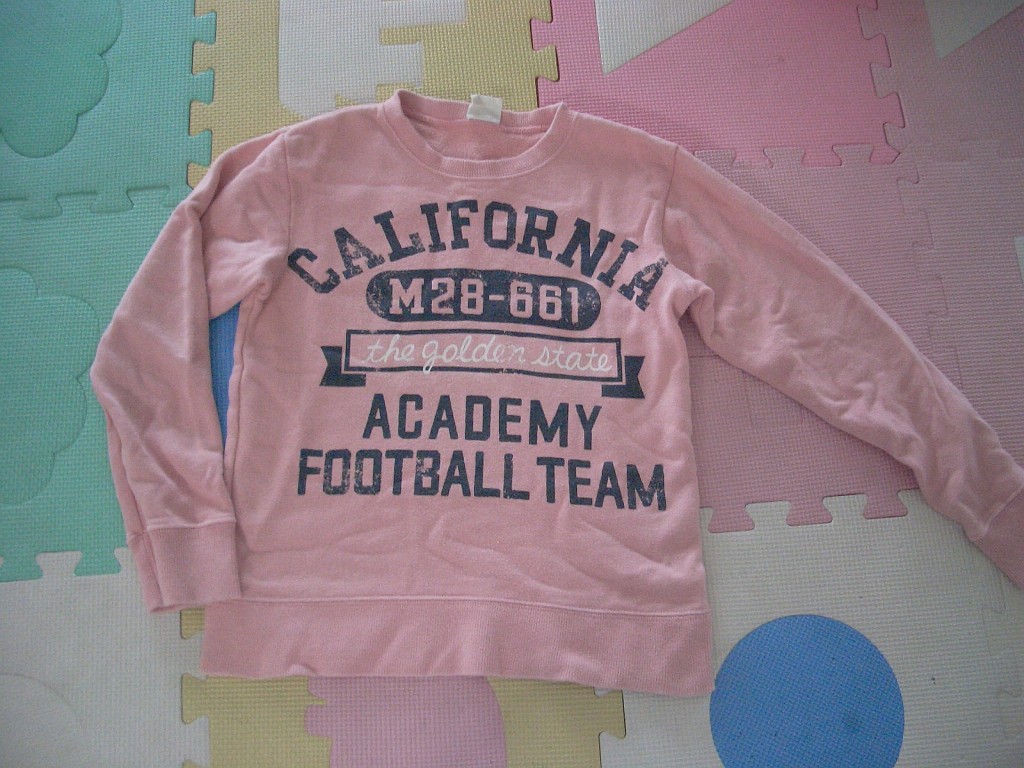 CALIFORNIA
M28-661
the golden state
ACADEMY
FOOTBALL TEAM